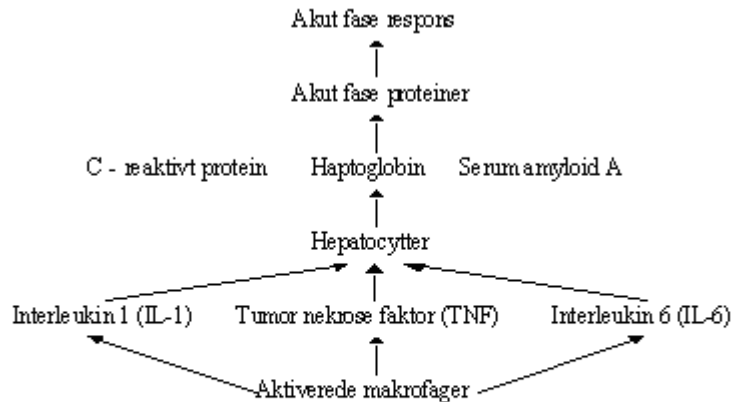 Akut fase respons
Akut fase proteiner
C - reaktivt protein Haptoglobin Serum amyloid A
Hepatocytter
Interleukin 1 (IL-1) Tumor nekrose faktor (TNF) Interleukin 6 (IL-6)
Aktiverede makrofager